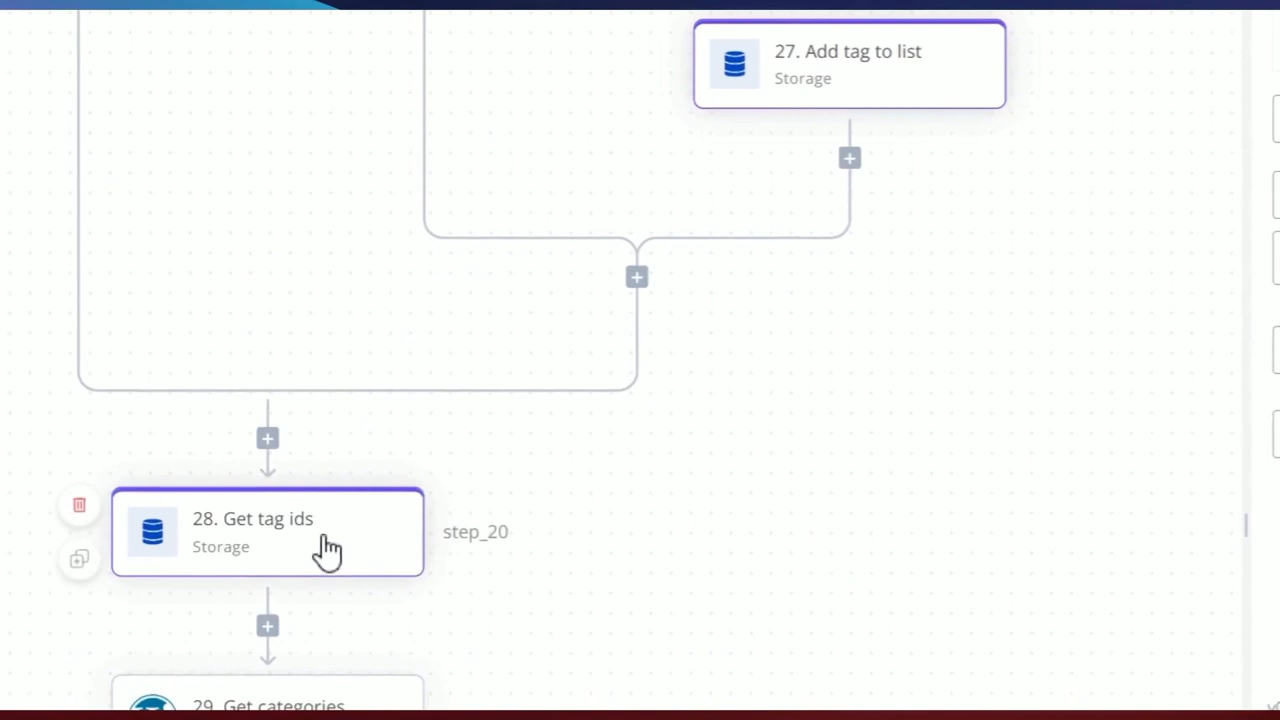 27. Add tag to list
Storage
28. Get tag ids
Storage
step_20
29. Get categories